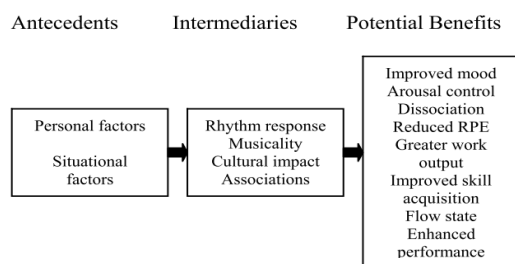 Antecedents
Intermediaries
Potential Benefits
Personal factors
Situational
factors
Rhythm response
Musicality
Cultural impact
Associations
Improved mood
Arousal control
Dissociation
Reduced RPE
Greater work
output
Improved skill
acquisition
Flow state
Enhanced
performance